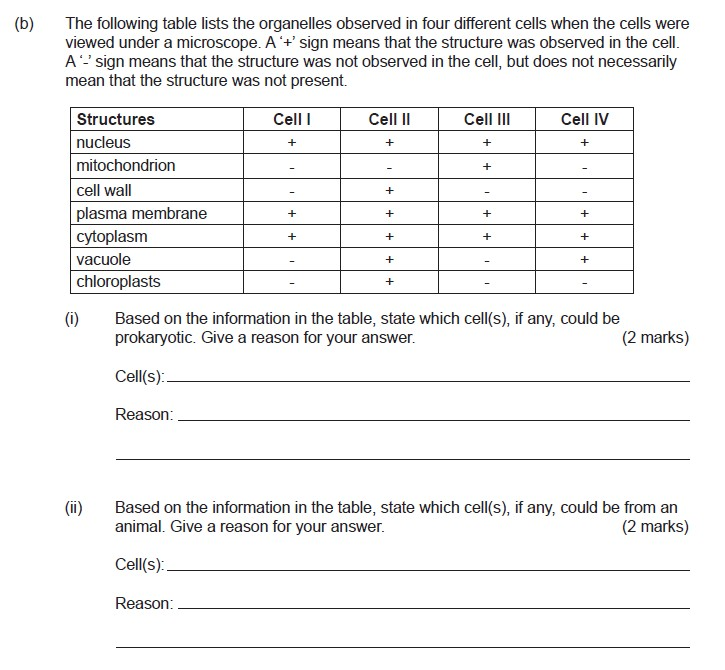 (b) The following table lists the organelles observed in four different cells when the cells were
viewed under a microscope. A ‘+’ sign means that the structure was observed in the cell.
A ‘-’ sign means that the structure was not observed in the cell, but does not necessarily
mean that the structure was not present.
Structures Cell I Cell II Cell III Cell IV
nucleus + + + +
mitochondrion - - + -
cell wall - + - -
plasma membrane + + + +
cytoplasm + + + +
vacuole - + - +
chloroplasts - + - -
(i) Based on the information in the table, state which cell(s), if any, could be
prokaryotic. Give a reason for your answer. (2 marks)
Cell(s):
Reason:
(ii) Based on the information in the table, state which cell(s), if any, could be from an
animal. Give a reason for your answer. (2 marks)
Cell(s):
Reason: